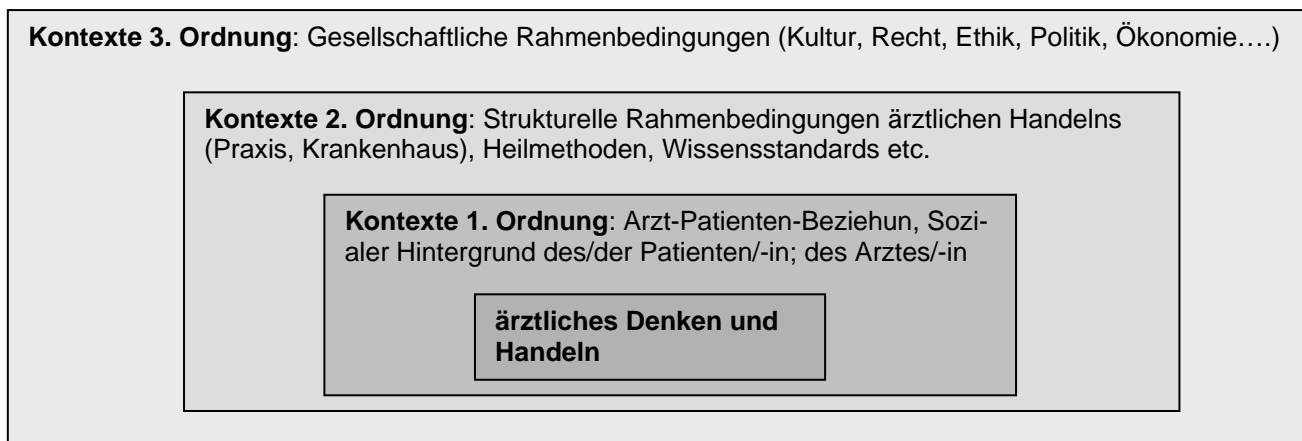 Kontexte 3. Ordnung: Gesellschaftliche Rahmenbedingungen (Kultur, Recht, Ethik, Politik, Ökonomie….)
Kontexte 2. Ordnung: Strukturelle Rahmenbedingungen ärztlichen Handelns
(Praxis, Krankenhaus), Heilmethoden, Wissensstandards etc.
Kontexte 1. Ordnung: Arzt-Patienten-Beziehun, Sozi-
aler Hintergrund des/der Patienten/-in; des Arztes/-in
ärztliches Denken und
Handeln